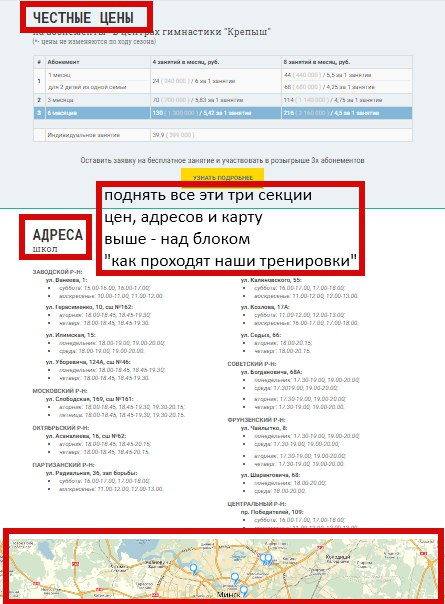 ЧЕСТНЫЕ ЦЕНЫ
на абонементы в центрах гимнастики "Крепыш"
(*- цены не изменяются по ходу сезона)
# Абонемент 4 занятий в месяц, руб. 8 занятий в месяц, руб.
1 1 месяц 24 (240 000) / 6 за 1 занятие 44 (440 000) / 5,5 за 1 занятие
для 2 детей из одной семьи 68 (680 000) / 4,25 за 1 занятие
2 3 месяца 70 (700 000) / 5,83 за 1 занятие 114 (1 140 000) / 4,75 за 1 занятие
3 6 месяцев 130 (1 300 000) / 5,42 за 1 занятие 216 (2 160 000) / 4,5 за 1 занятие
Индивидуальное занятие 39.9 (399 000)
Оставить заявку на бесплатное занятие и участвовать в розыгрыше 3х абонементов
УЗНАТЬ ПОДРОБНЕЕ
поднять все эти три секции
цен, адресов и карту
выше - над блоком
"как проходят наши тренировки"
АДРЕСА
ШКОЛ
ЗАВОДСКОЙ Р-Н:
ул. Ванеева, 1:
суббота: 15.00-16.00, 16.00-17.00;
воскресенье: 10.00-11.00, 11.00-12.00.
ул. Герасименко, 10, сш №162:
вторник: 18.00-18.45, 18.45-19.30;
четверг: 18.00-18.45, 18.45-19.30.
ул. Илимская, 15:
понедельник: 18.00-19.00, 19.00-20.00;
среда: 18.00-19.00, 19.00-20.00.
ул. Уборевича, 124А, сш №46:
понедельник: 18.00-18.45, 18.45-19.30;
четверг: 18.00-18.45, 18.45-19.30.
МОСКОВСКИЙ Р-Н:
ул. Слободская, 169, сш №161:
вторник: 18.00-18.45, 18.45-19.30, 19.30-20.15;
пятница: 18.00-18.45, 18.45-19.30, 19.30-20.15.
ОКТЯБРЬСКИЙ Р-Н:
ул. Асаналиева, 16, сш №62:
вторник: 18.00-18.45, 18.45-20.15;
четверг: 18.00-18.45, 18.45-20.15.
ПАРТИЗАНСКИЙ Р-Н:
ул. Радиальная, 36, зал борьбы:
суббота: 16.00-17.00, 17.00-18.00;
воскресенье: 11.00-12.00, 12.00-13.00.
ул. Калиновского, 55:
суббота: 16.00-17.00, 17.00-18.00;
воскресенье: 11.00-12.00, 12.00-13.00.
ул. Козлова, 17А:
суббота: 11.00-12.00, 12.00-13.00;
воскресенье: 16.00-17.00, 17.00-18.00.
ул. Седых, 66:
вторник: 18.00-20.15;
четверг: 18.00-20.15.
СОВЕТСКИЙ Р-Н:
ул. Богдановича, 68А:
понедельник: 17.30-19.00, 19.00-20.00;
среда: 17.3019.00, 19.00-20.00;
вторник: 17.30-19.00, 19.00-20.00;
четверг: 17.30-19.00, 19.00-20.00.
ФРУНЗЕНСКИЙ Р-Н:
ул. Чайлытко, 8:
понедельник: 17.30-19.00, 19.00-20.00;
среда: 17.30-19.00, 19.00-20.00;
вторник: 17.30-19.00, 19.00-20.00;
четверг: 17.30-19.00, 19.00-20.00.
ул. Шаранговича, 68:
понедельник: 18.00-20.00;
среда: 18.00-20.00.
ЦЕНТРАЛЬНЫЙ Р-Н:
пр. Победителей, 109:
суббота: 16.00-17.00, 17.00-18.00;
воскресенье: 11.00-12.00, 12.00-13.00.
Минск